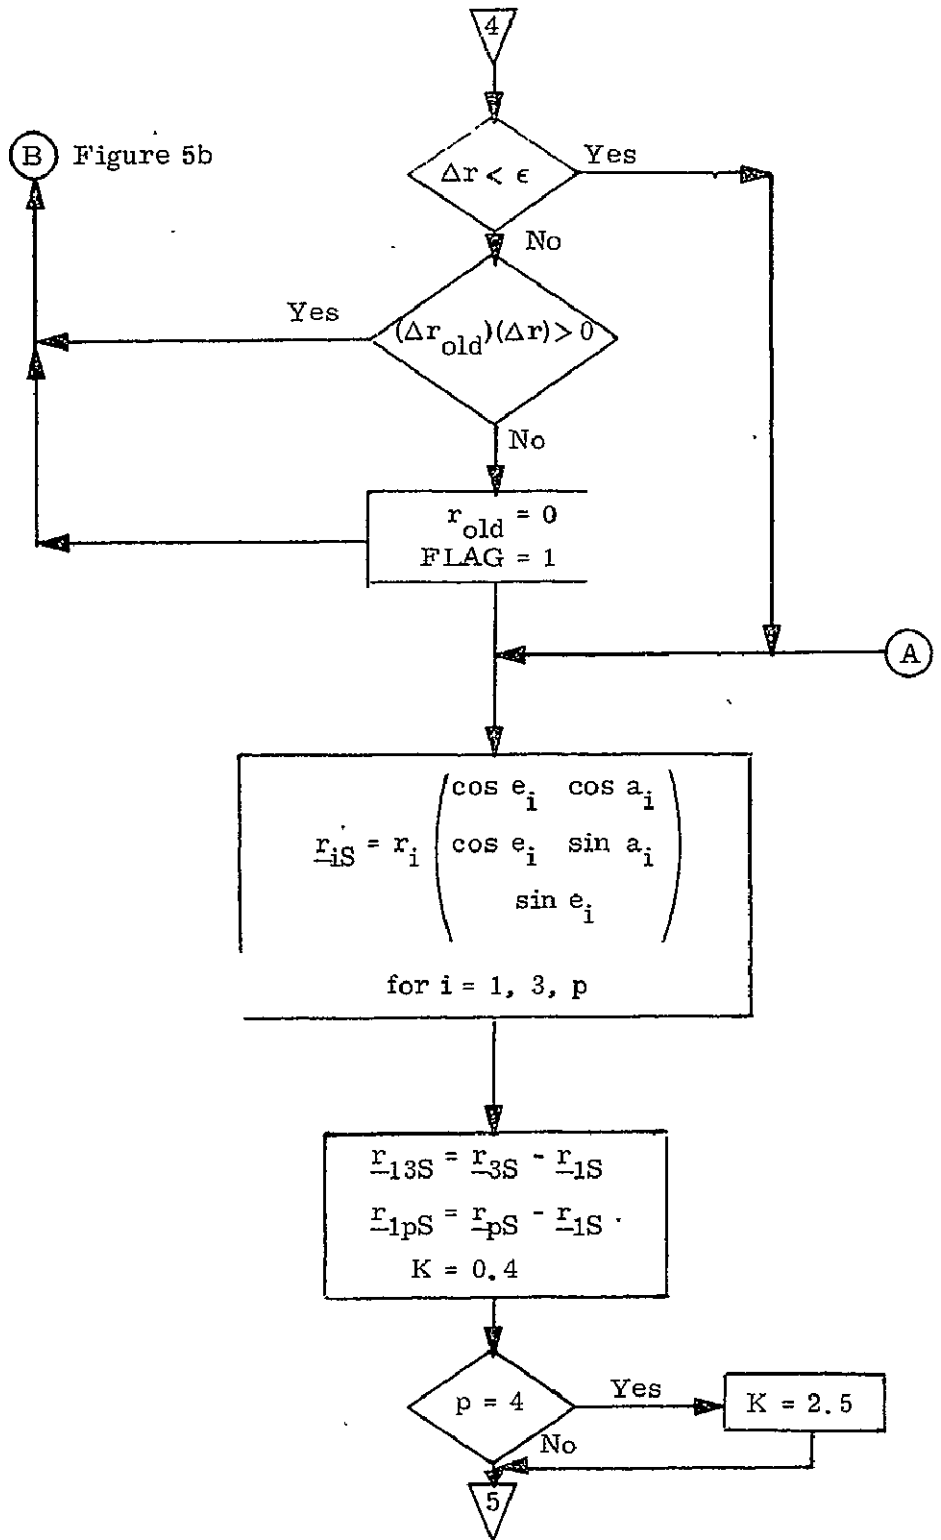 4
B Figure 5b
Δr < ϵ
Yes
No
Yes
(Δr_old)(Δr) > 0
No
r_old = 0
FLAG = 1
A
cos e_i cos a_i
r_iS = r_i cos e_i sin a_i
sin e_i
for i = 1, 3, p
r_13S = r_3S - r_1S
r_1pS = r_pS - r_1S
K = 0.4
p = 4
Yes
K = 2.5
No
5